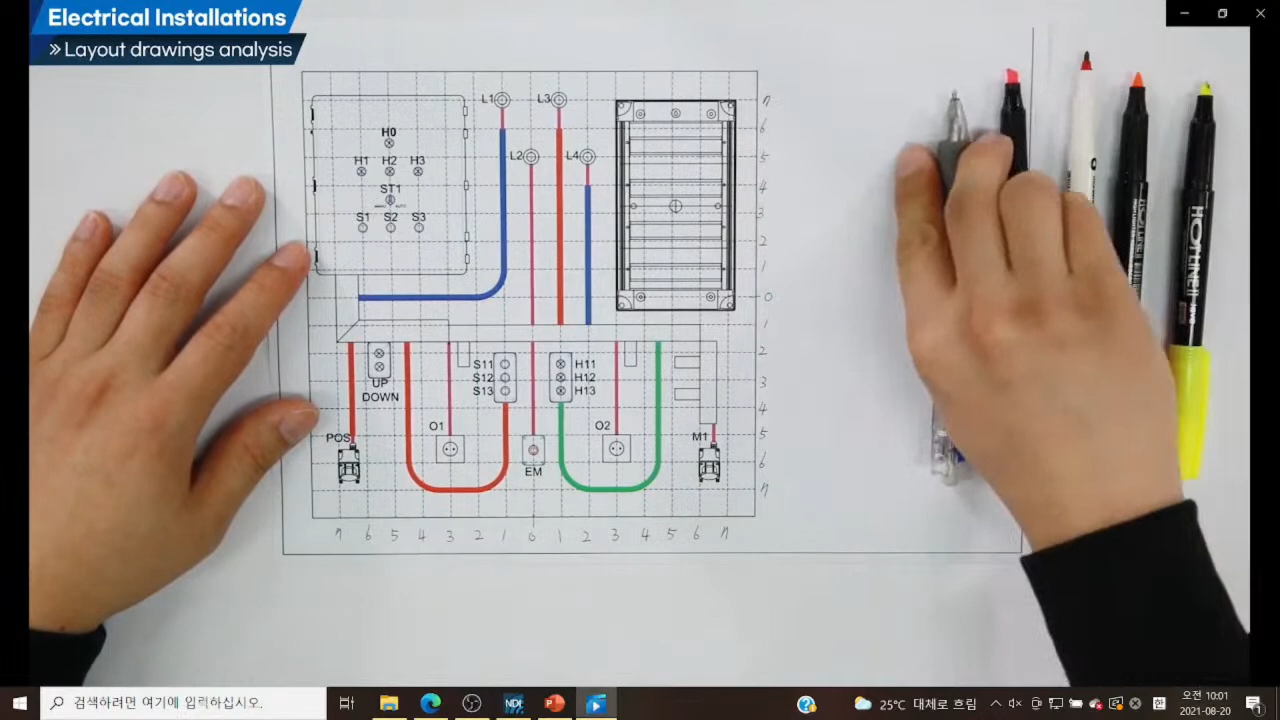 Electrical Installations
» Layout drawings analysis
L1
L3
7
6
H0
L2
L4
5
H1 H2 H3
4
ST1
3
S1 S2 S3
2
1
0
1
2
S11
H11
S12
H12
UP
3
S13
H13
DOWN
4
O1
O2
POS
M1
5
6
EM
7
7 6 5 4 3 2 1 0 1 2 3 4 5 6 7
검색하려면 여기에 입력하십시오.
NDI
25℃ 대체로 흐림
한
오전 10:01
2021-08-20
1